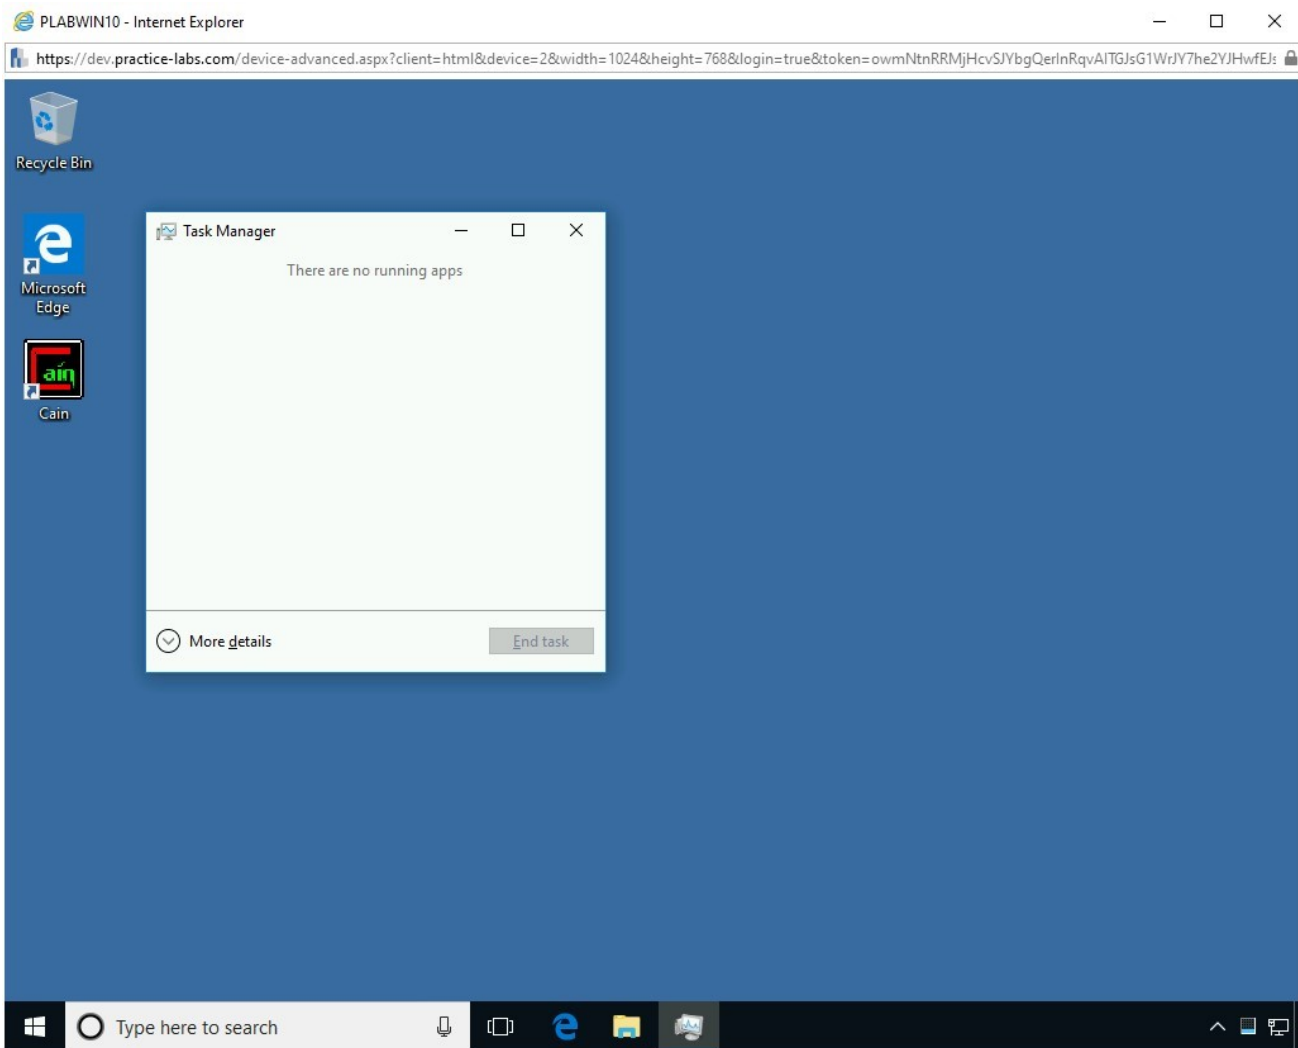 PLABWIN10 - Internet Explorer
https://dev.practice-labs.com/device-advanced.aspx?client=html&device=2&width=1024&height=768&login=true&token=owmNtnRRMjHcvSJYbgQerlnRqvAITGJsG1WrJY7he2YJHwfEJs
Recycle Bin
Task Manager
There are no running apps
Microsoft
Edge
ain
Cain
More details
End task
Type here to search